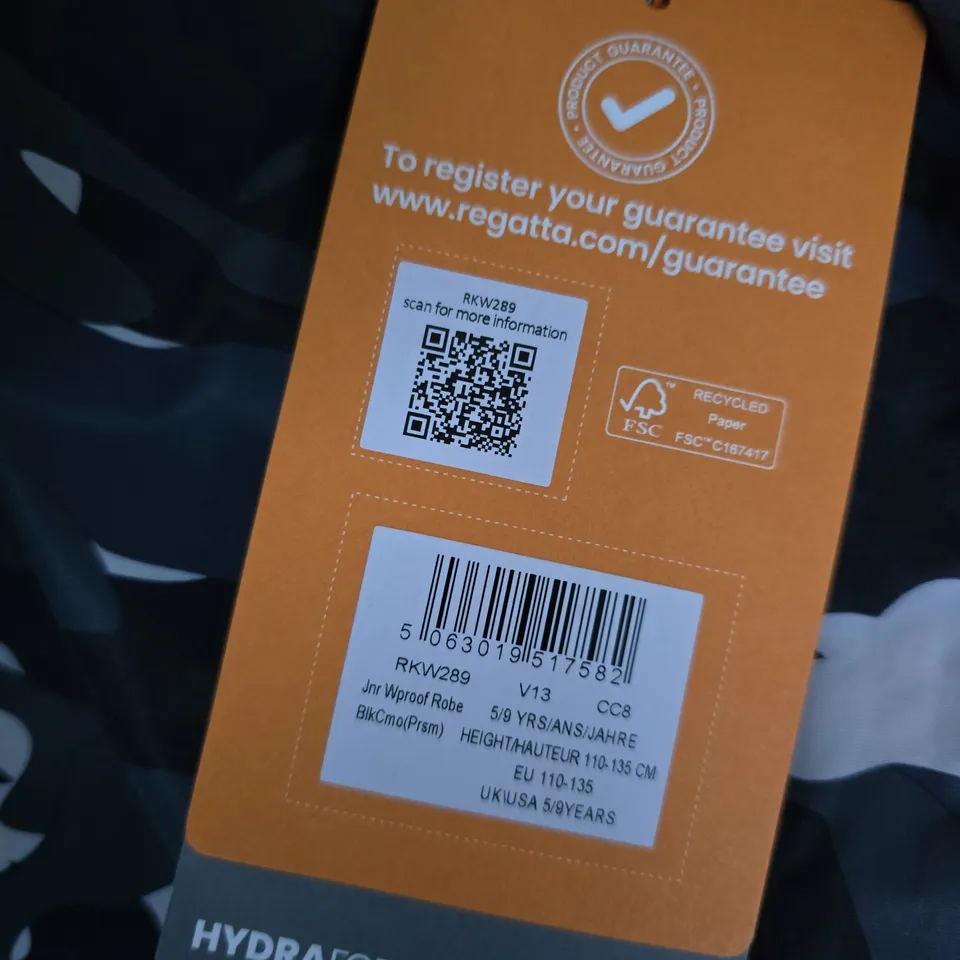 PRODUCT GUARANTEE • PRODUCT GUARANTEE •
To register your guarantee visit
www.regatta.com/guarantee
RKW289
scan for more information
FSC™
RECYCLED
Paper
FSC™ C167417
5 063019 517582
RKW289 V13 CC8
Jnr Wproof Robe 5/9 YRS/ANS/JAHRE
BlkCmo(Prsm) HEIGHT/HAUTEUR 110-135 CM
EU 110-135
UK\USA 5/9YEARS